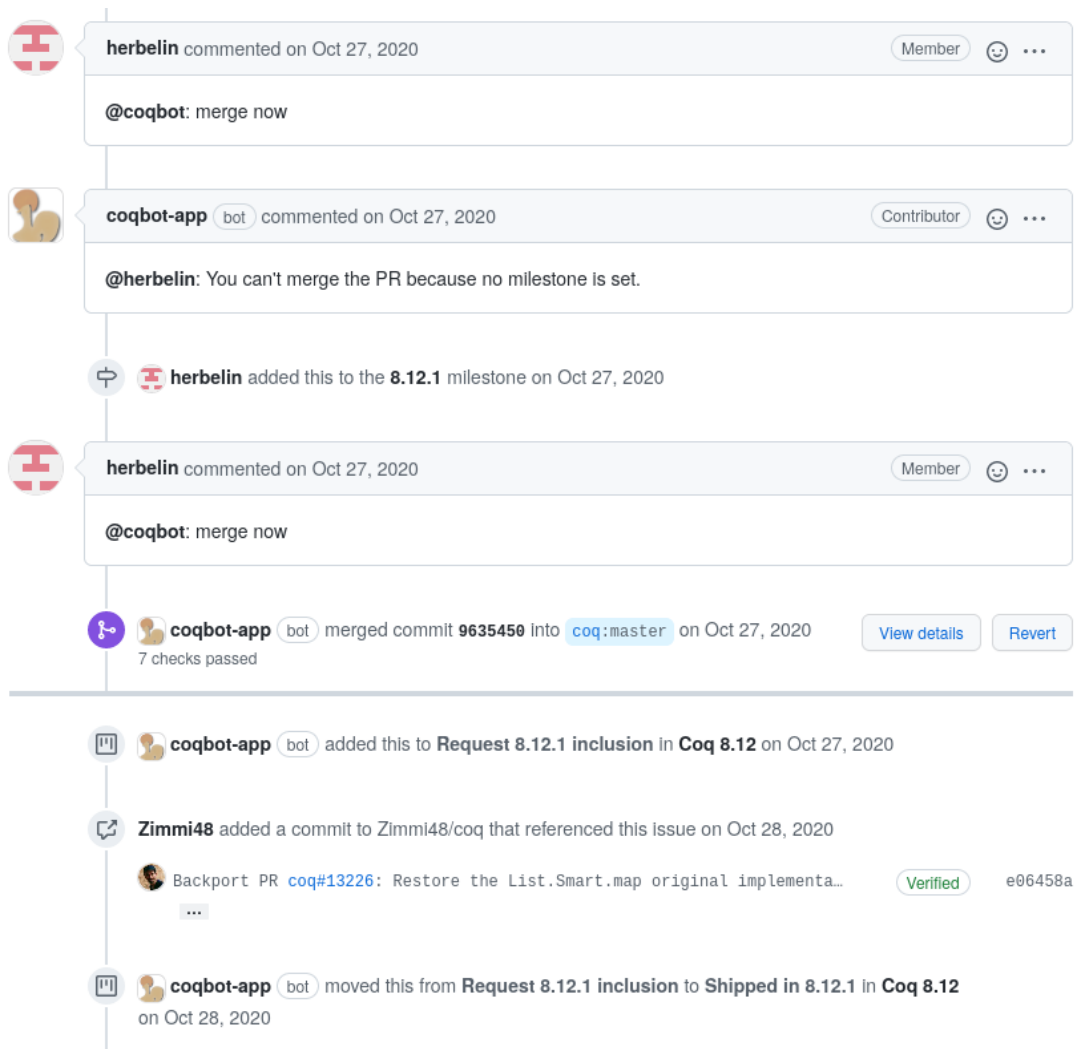 herbelin commented on Oct 27, 2020 Member
@coqbot: merge now
coqbot-app bot commented on Oct 27, 2020 Contributor
@herbelin: You can't merge the PR because no milestone is set.
herbelin added this to the 8.12.1 milestone on Oct 27, 2020
herbelin commented on Oct 27, 2020 Member
@coqbot: merge now
coqbot-app bot merged commit 9635450 into coq:master on Oct 27, 2020 View details Revert
7 checks passed
coqbot-app bot added this to Request 8.12.1 inclusion in Coq 8.12 on Oct 27, 2020
Zimmi48 added a commit to Zimmi48/coq that referenced this issue on Oct 28, 2020
Backport PR coq#13226: Restore the List.Smart.map original implementa… Verified e06458a
...
coqbot-app bot moved this from Request 8.12.1 inclusion to Shipped in 8.12.1 in Coq 8.12
on Oct 28, 2020